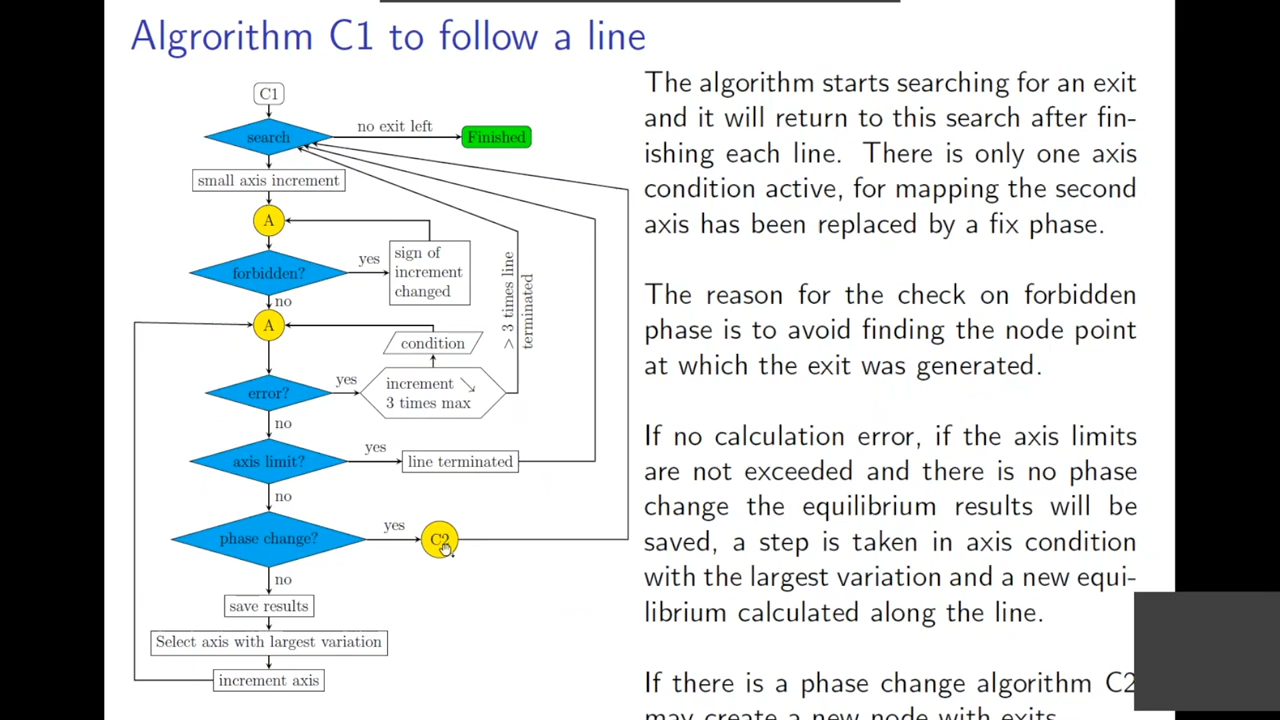 Algrorithm C1 to follow a line
C1
search
no exit left
Finished
small axis increment
A
forbidden?
yes
sign of
increment
changed
no
A
condition
> 3 times line
terminated
error?
yes
increment ↘
3 times max
no
axis limit?
yes
line terminated
no
phase change?
yes
C2
no
save results
Select axis with largest variation
increment axis
The algorithm starts searching for an exit
and it will return to this search after fin-
ishing each line. There is only one axis
condition active, for mapping the second
axis has been replaced by a fix phase.
The reason for the check on forbidden
phase is to avoid finding the node point
at which the exit was generated.
If no calculation error, if the axis limits
are not exceeded and there is no phase
change the equilibrium results will be
saved, a step is taken in axis condition
with the largest variation and a new equi-
librium calculated along the line.
If there is a phase change algorithm C2
may create a new node with exits.